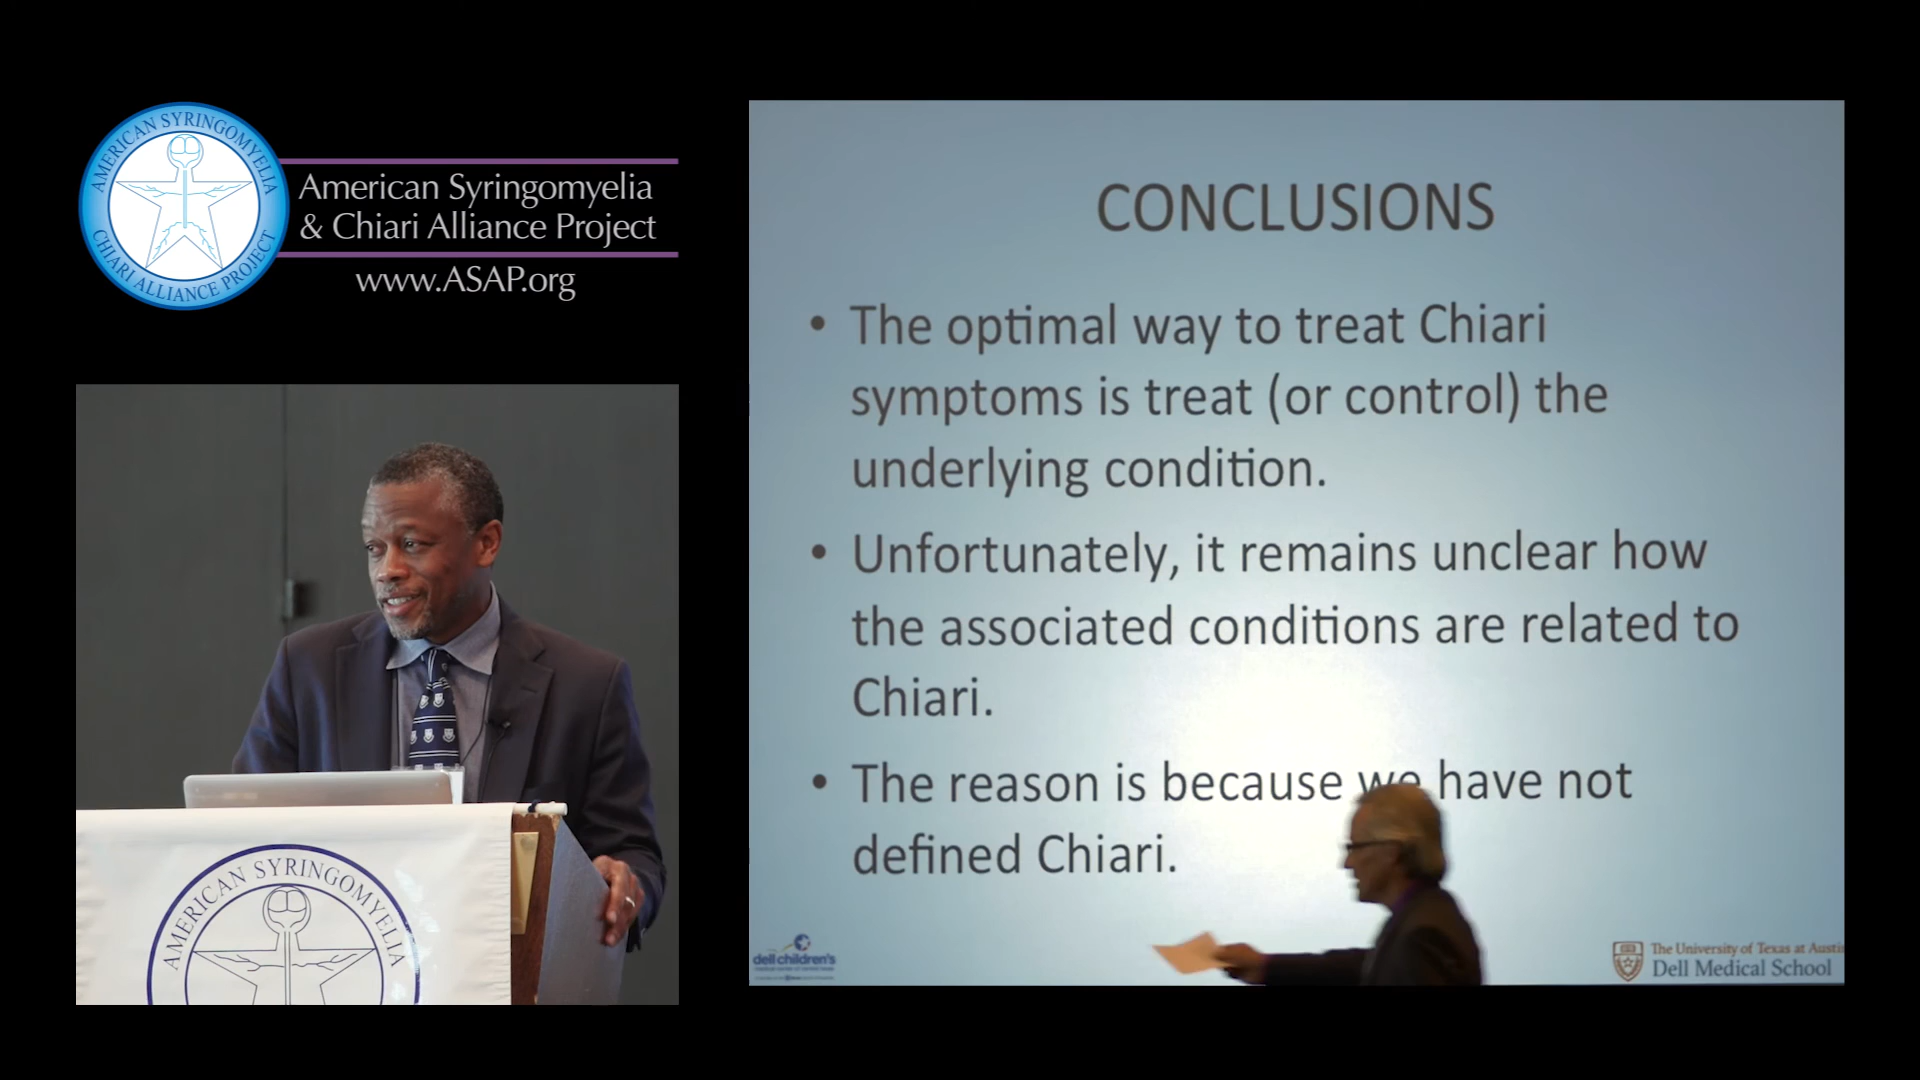 AMERICAN SYRINGOMYELIA
CHIARI ALLIANCE PROJECT
American Syringomyelia
& Chiari Alliance Project
www.ASAP.org
AMERICAN SYRINGOMYELIA
CONCLUSIONS
• The optimal way to treat Chiari
symptoms is treat (or control) the
underlying condition.
• Unfortunately, it remains unclear how
the associated conditions are related to
Chiari.
• The reason is because we have not
defined Chiari.
dell children's
The University of Texas at Austi
Dell Medical School